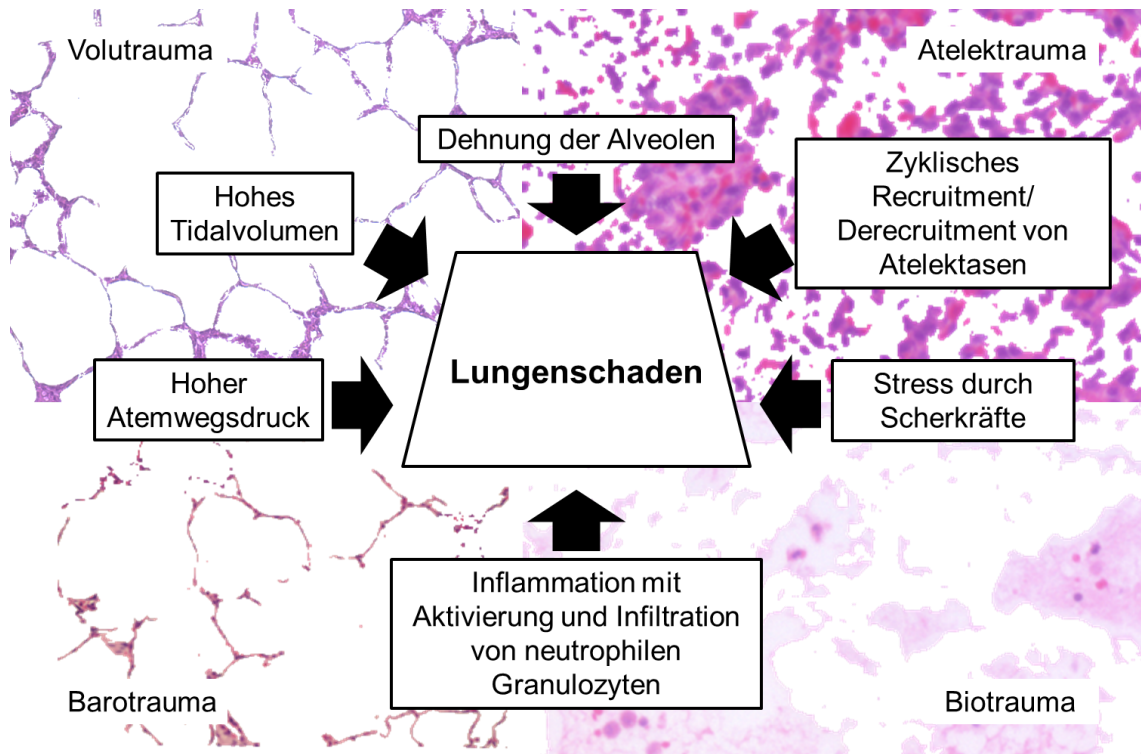 Volutrauma
Atelektrauma
Dehnung der Alveolen
Hohes
Tidalvolumen
Zyklisches
Recruitment/
Derecruitment von
Atelektasen
Lungenschaden
Hoher
Atemwegsdruck
Stress durch
Scherkräfte
Inflammation mit
Aktivierung und Infiltration
von neutrophilen
Granulozyten
Barotrauma
Biotrauma